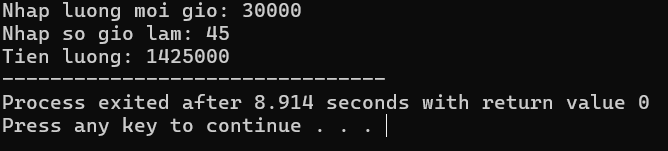 Nhap luong moi gio: 30000
Nhap so gio lam: 45
Tien luong: 1425000
--------------------------------
Process exited after 8.914 seconds with return value 0
Press any key to continue . . .